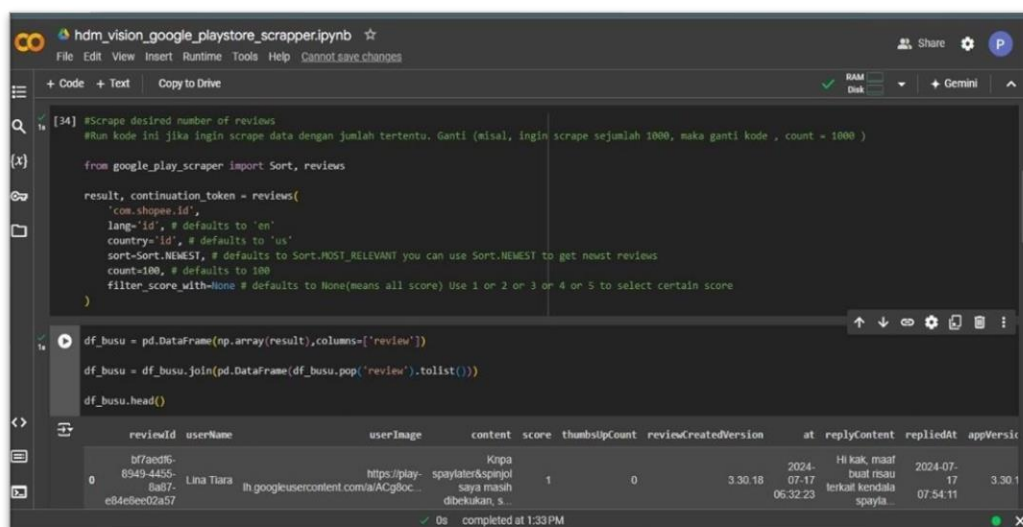 hdm_vision_google_playstore_scrapper.ipynb
Share
P
File Edit View Insert Runtime Tools Help Cannot save changes
+ Code + Text Copy to Drive
RAM
Disk
Gemini
[34] #Scrape desired number of reviews
1s
#Run kode ini jika ingin scrape data dengan jumlah tertentu. Ganti (misal, ingin scrape sejumlah 1000, maka ganti kode , count = 1000 )
{x}
from google_play_scraper import Sort, reviews
result, continuation_token = reviews(
'com.shopee.id',
lang='id', # defaults to 'en'
country='id', # defaults to 'us'
sort=Sort.NEWEST, # defaults to Sort.MOST_RELEVANT you can use Sort.NEWEST to get newst reviews
count=100, # defaults to 100
filter_score_with=None # defaults to None(means all score) Use 1 or 2 or 3 or 4 or 5 to select certain score
)
1s
df_busu = pd.DataFrame(np.array(result),columns=['review'])
df_busu = df_busu.join(pd.DataFrame(df_busu.pop('review').tolist()))
df_busu.head()
reviewId userName userImage content score thumbsUpCount reviewCreatedVersion at replyContent repliedAt appVersic
0
bf7aedf6-
8949-4455-
8a87-
e84e8ee02a57
Lina Tiara
https://play-
lh.googleusercontent.com/a/ACg8oc...
Knpa
spaylater&spinjol
saya masih
dibekukan, s...
1
0
3.30.18
2024-
07-17
06:32:23
Hi kak, maaf
buat risau
terkait kendala
spayla...
2024-07-
17
07:54:11
3.30.1
0s completed at 1:33 PM